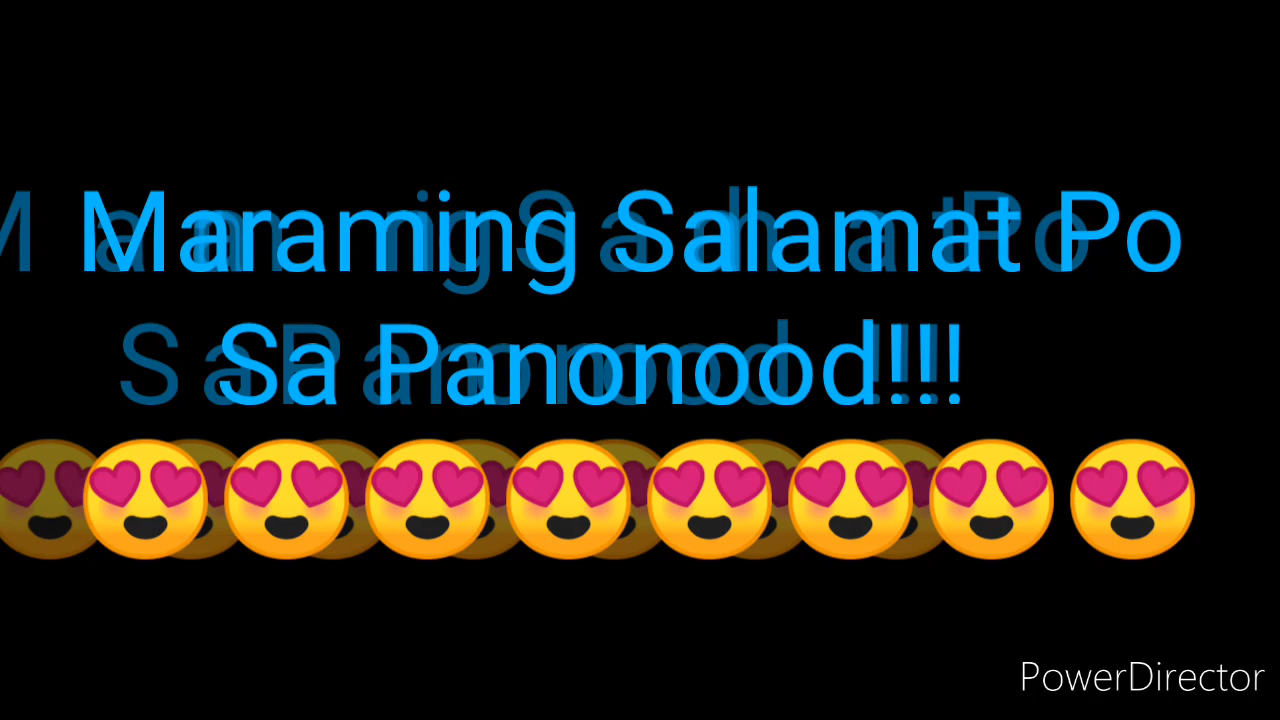 Maraming Salamat Po
Sa Panonood!!!
😍😍😍😍😍😍😍😍
PowerDirector